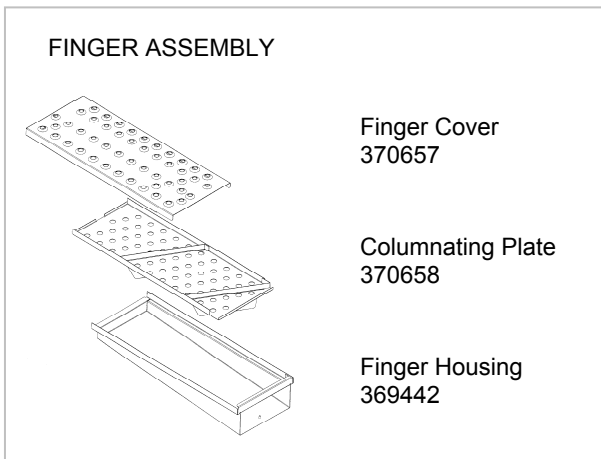 FINGER ASSEMBLY
Finger Cover
370657
Columnating Plate
370658
Finger Housing
369442